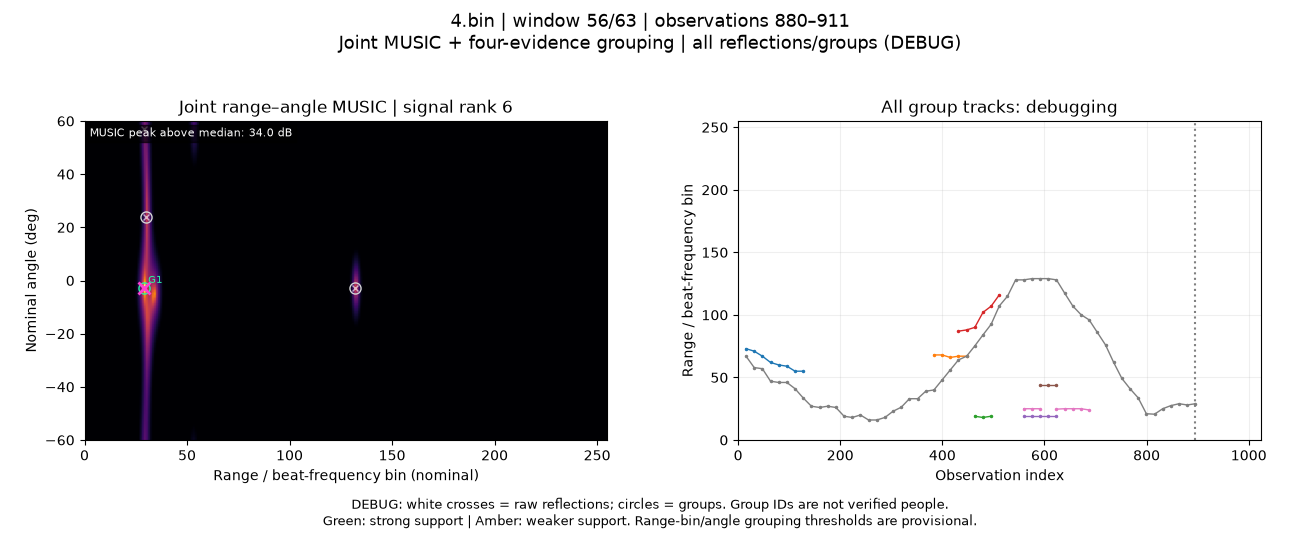 4.bin | window 56/63 | observations 880–911
Joint MUSIC + four-evidence grouping | all reflections/groups (DEBUG)
Joint range–angle MUSIC | signal rank 6
MUSIC peak above median: 34.0 dB
60
40
20
0
−20
−40
−60
Nominal angle (deg)
G1
0
50
100
150
200
250
Range / beat-frequency bin (nominal)
All group tracks: debugging
250
200
150
100
50
0
Range / beat-frequency bin
0
200
400
600
800
1000
Observation index
DEBUG: white crosses = raw reflections; circles = groups. Group IDs are not verified people.
Green: strong support | Amber: weaker support. Range-bin/angle grouping thresholds are provisional.